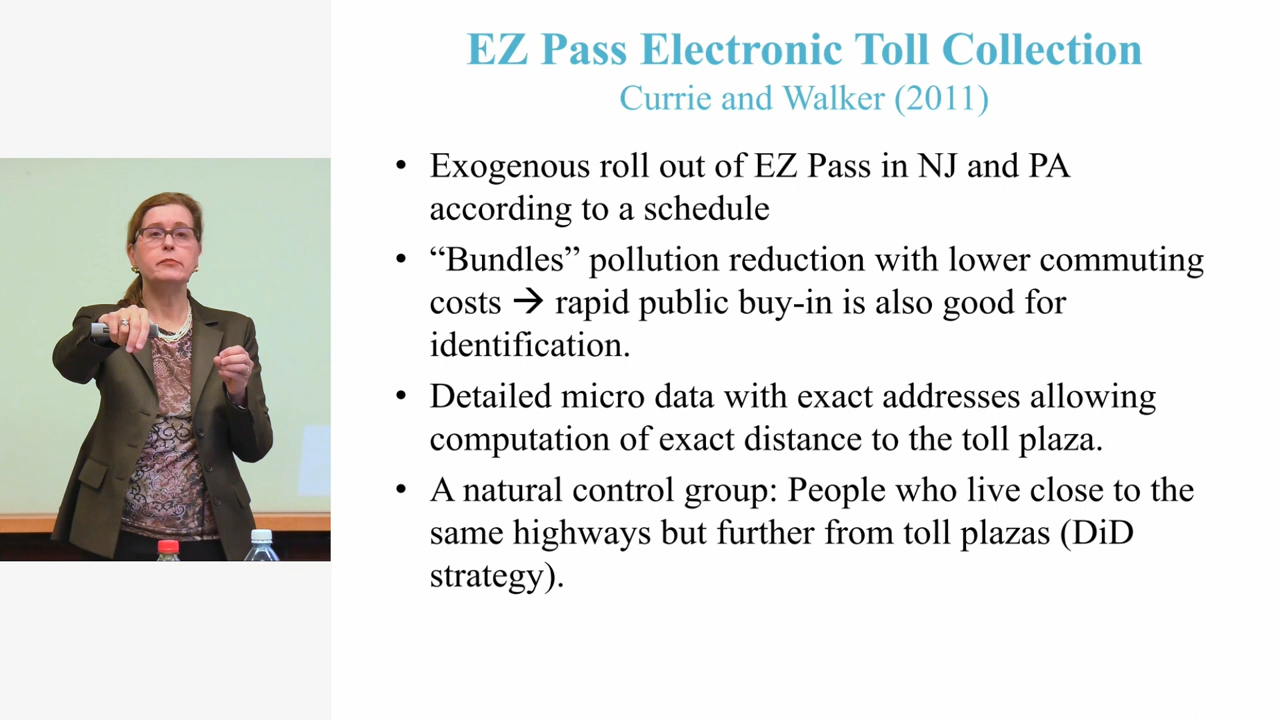 EZ Pass Electronic Toll Collection
Currie and Walker (2011)
• Exogenous roll out of EZ Pass in NJ and PA
according to a schedule
• “Bundles” pollution reduction with lower commuting
costs → rapid public buy-in is also good for
identification.
• Detailed micro data with exact addresses allowing
computation of exact distance to the toll plaza.
• A natural control group: People who live close to the
same highways but further from toll plazas (DiD
strategy).